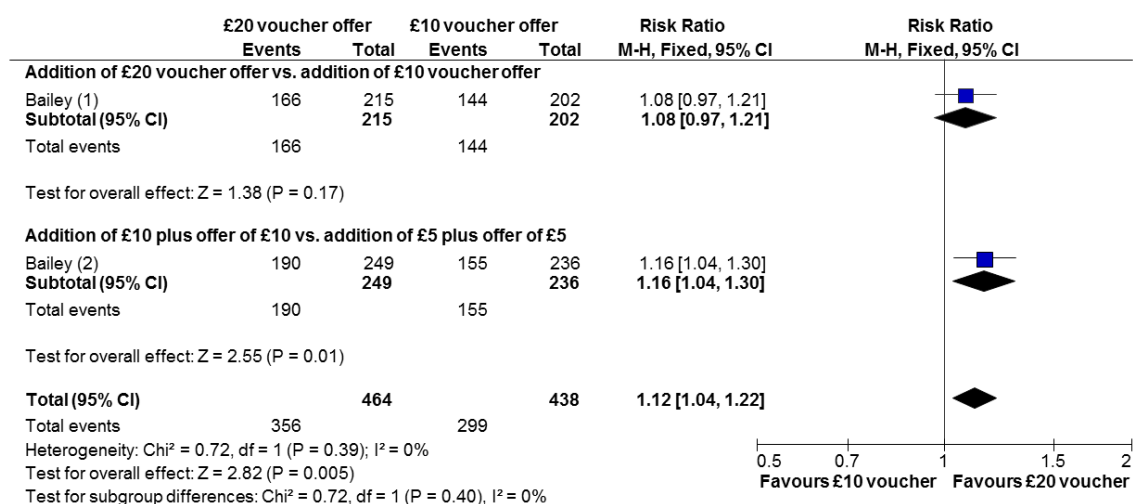 £20 voucher offer £10 voucher offer Risk Ratio Risk Ratio
Events Total Events Total M-H, Fixed, 95% CI M-H, Fixed, 95% CI
Addition of £20 voucher offer vs. addition of £10 voucher offer
Bailey (1) 166 215 144 202 1.08 [0.97, 1.21]
Subtotal (95% CI) 215 202 1.08 [0.97, 1.21]
Total events 166 144
Test for overall effect: Z = 1.38 (P = 0.17)
Addition of £10 plus offer of £10 vs. addition of £5 plus offer of £5
Bailey (2) 190 249 155 236 1.16 [1.04, 1.30]
Subtotal (95% CI) 249 236 1.16 [1.04, 1.30]
Total events 190 155
Test for overall effect: Z = 2.55 (P = 0.01)
Total (95% CI) 464 438 1.12 [1.04, 1.22]
Total events 356 299
Heterogeneity: Chi² = 0.72, df = 1 (P = 0.39); I² = 0%
Test for overall effect: Z = 2.82 (P = 0.005)
Test for subgroup differences: Chi² = 0.72, df = 1 (P = 0.40), I² = 0%
0.5 0.7 1 1.5 2
Favours £10 voucher Favours £20 voucher